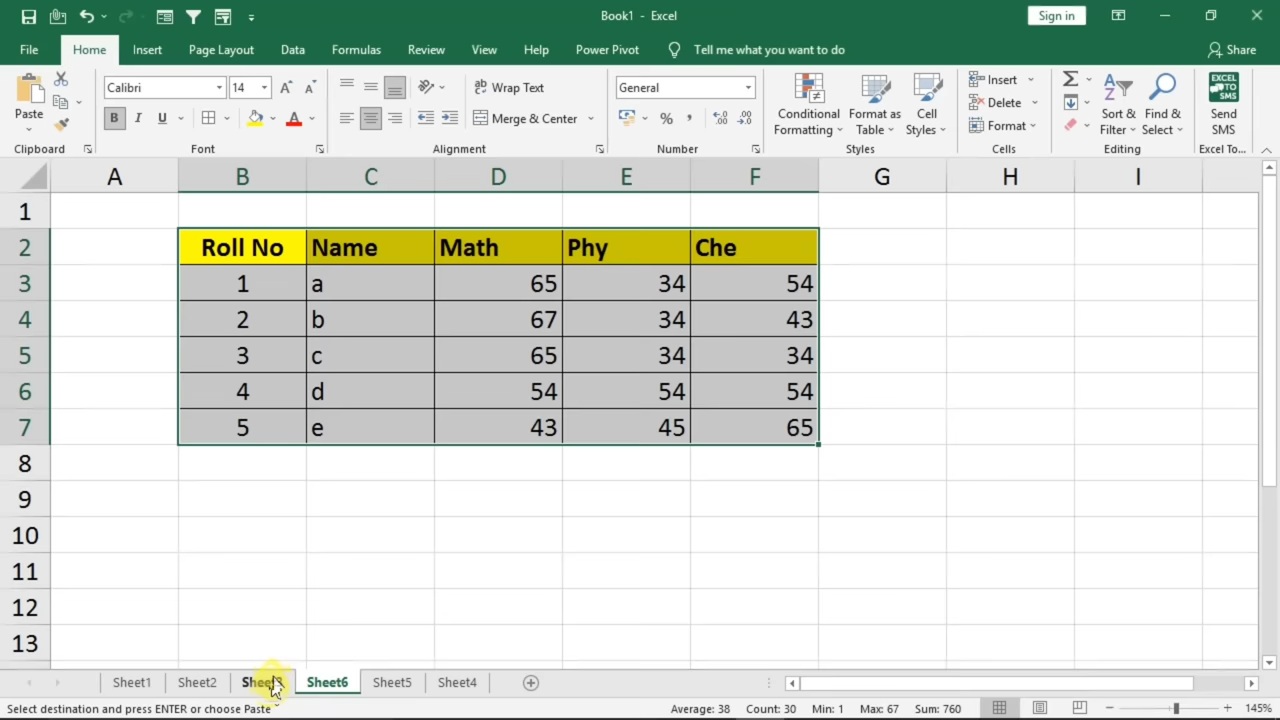 Book1 - Excel
Sign in
File Home Insert Page Layout Data Formulas Review View Help Power Pivot Tell me what you want to do Share
Paste
Calibri 14
B I U A
Wrap Text
Merge & Center
General
%
Conditional Formatting
Format as Table
Cell Styles
Insert
Delete
Format
Sort & Filter
Find & Select
EXCEL TO SMS
Send SMS
Clipboard Font Alignment Number Styles Cells Editing Excel To...
A B C D E F G H I
1
2 Roll No Name Math Phy Che
3 1 a 65 34 54
4 2 b 67 34 43
5 3 c 65 34 34
6 4 d 54 54 54
7 5 e 43 45 65
8
9
10
11
12
13
Sheet1 Sheet2 Sheet3 Sheet6 Sheet5 Sheet4
Select destination and press ENTER or choose Paste Average: 38 Count: 30 Min: 1 Max: 67 Sum: 760 145%